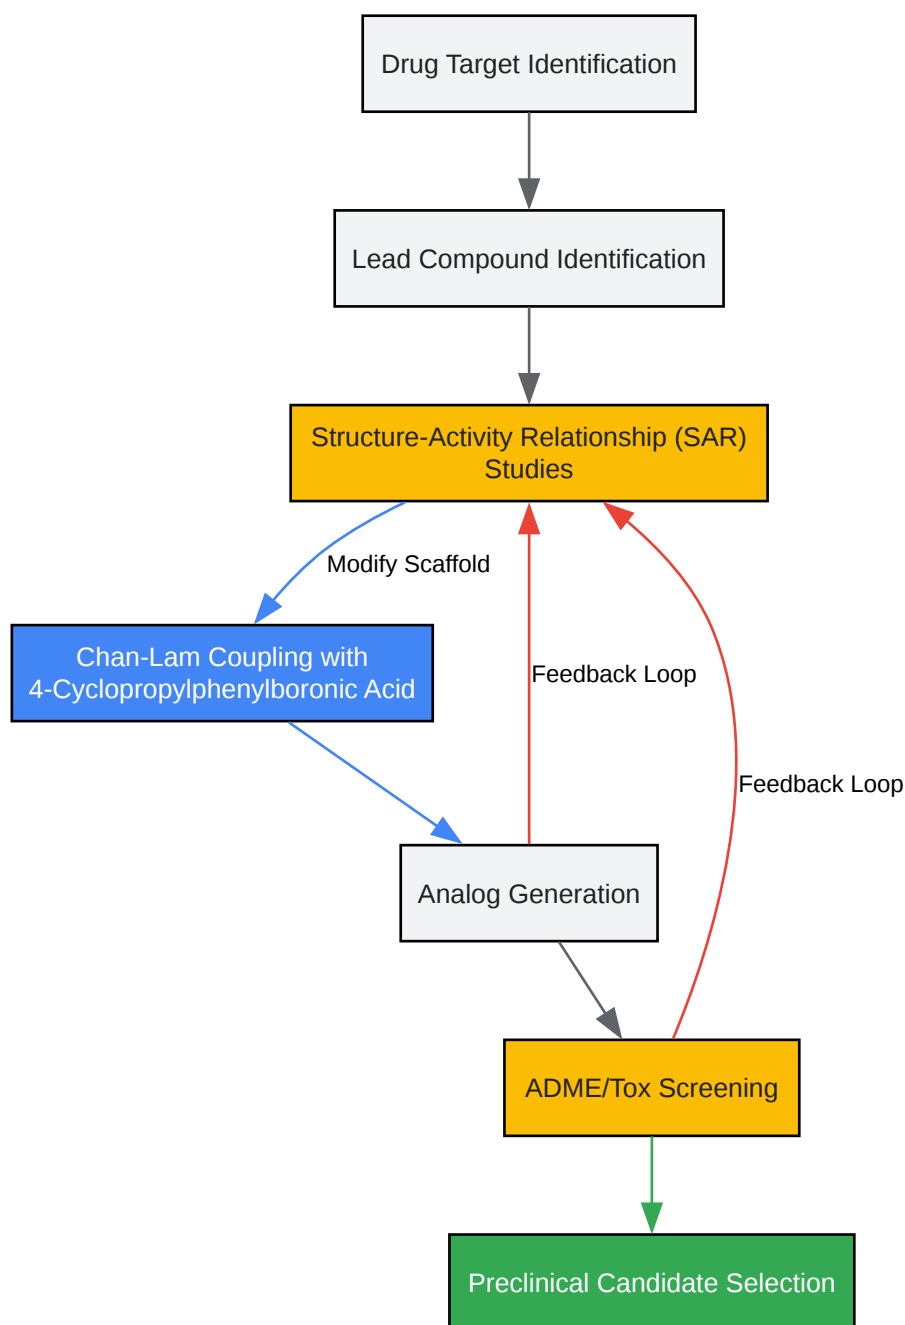 Drug Target Identification
Lead Compound Identification
Structure-Activity Relationship (SAR)
Studies
Modify Scaffold
Chan-Lam Coupling with
4-Cyclopropylphenylboronic Acid
Feedback Loop
Feedback Loop
Analog Generation
ADME/Tox Screening
Preclinical Candidate Selection